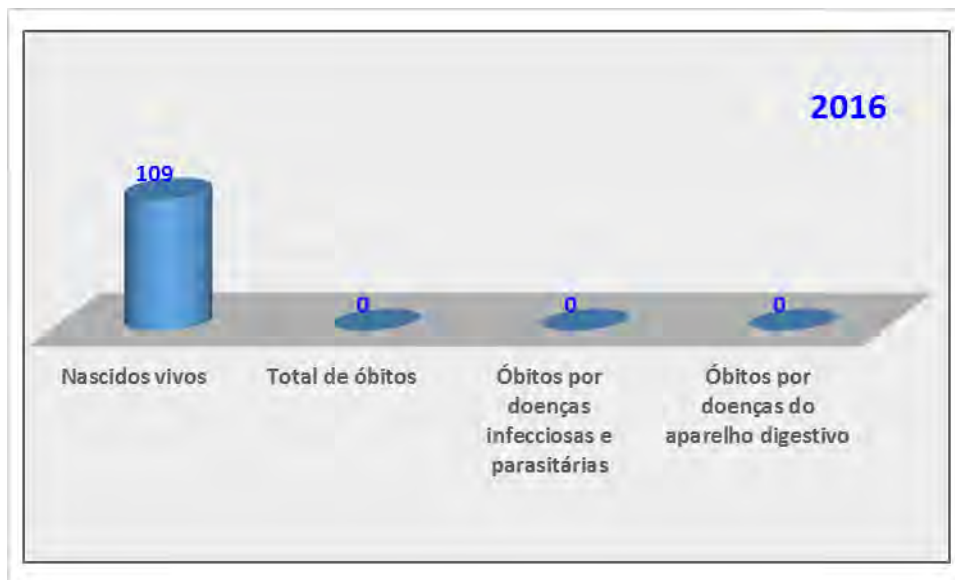 2016
109
0
0
0
Nascidos vivos
Total de óbitos
Óbitos por
doenças
infecciosas e
parasitárias
Óbitos por
doenças do
aparelho digestivo